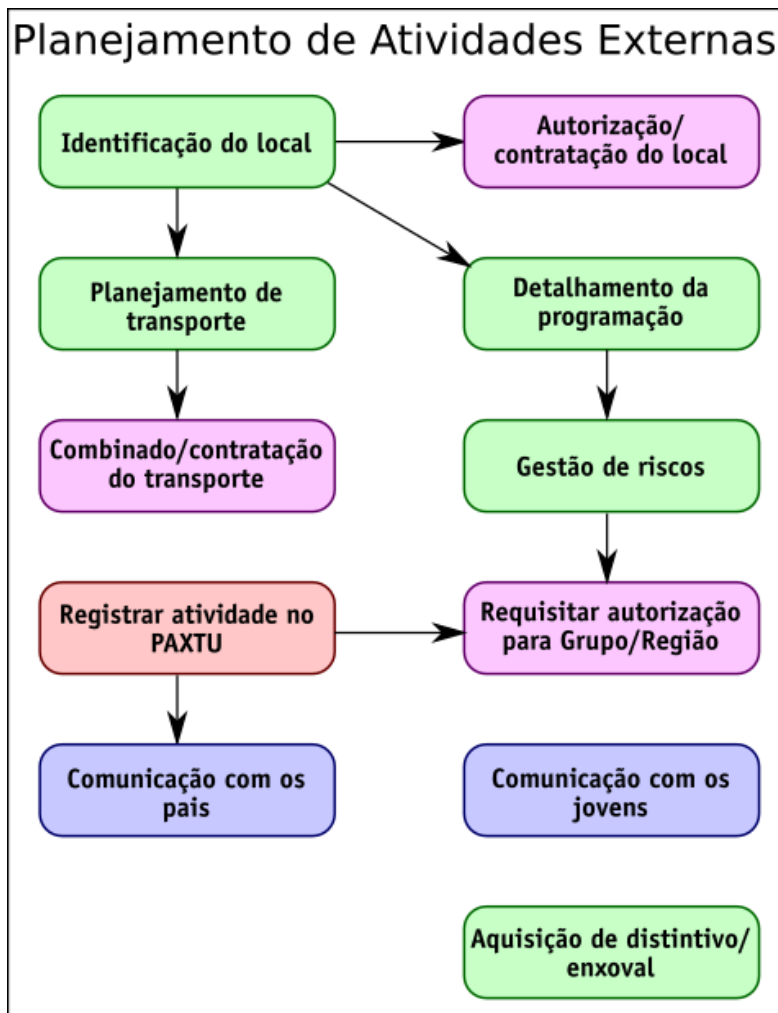 Planejamento de Atividades Externas
Identificação do local
Autorização/
contratação do local
Planejamento de
transporte
Detalhamento da
programação
Combinado/contratação
do transporte
Gestão de riscos
Registrar atividade no
PAXTU
Requisitar autorização
para Grupo/Região
Comunicação com os
pais
Comunicação com os
jovens
Aquisição de distintivo/
enxoval